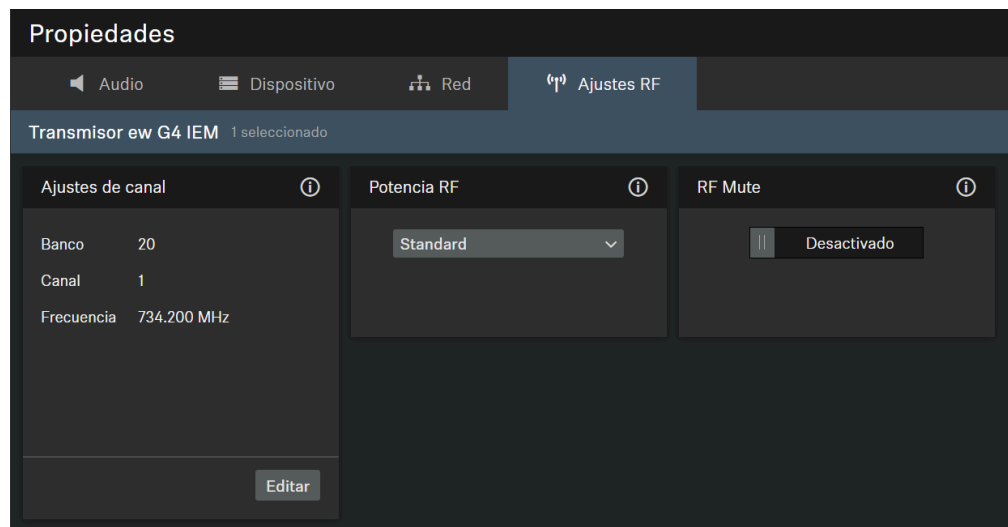 Propiedades
Audio Dispositivo Red Ajustes RF
Transmisor ew G4 IEM 1 seleccionado
Ajustes de canal
Banco 20
Canal 1
Frecuencia 734.200 MHz
Editar
Potencia RF
Standard
RF Mute
Desactivado